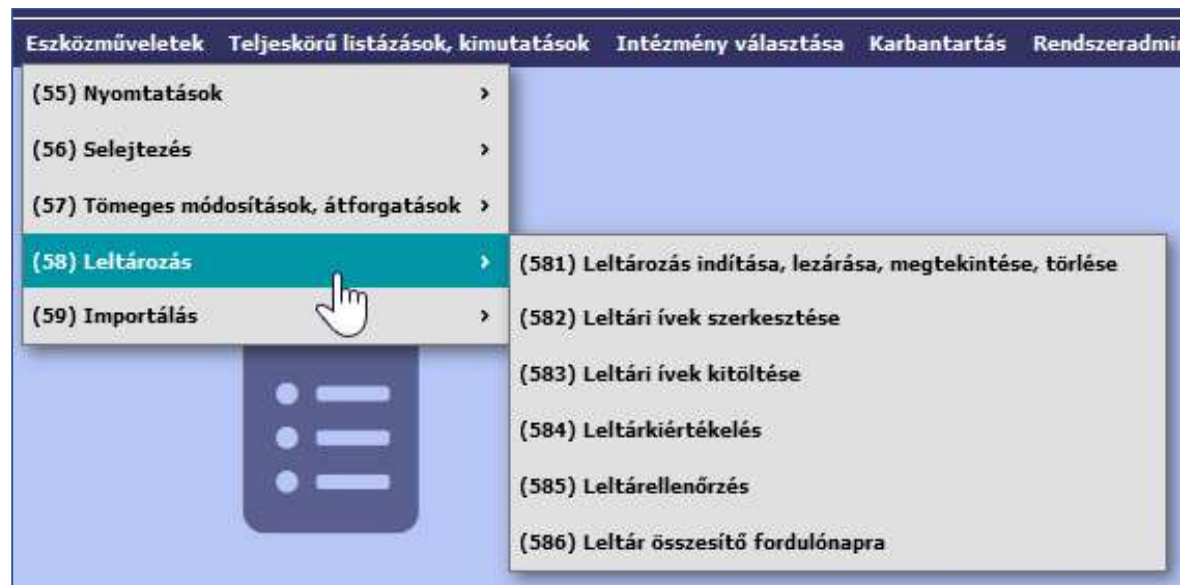 Eszközműveletek Teljeskörű listázások, kimutatások Intézmény választása Karbantartás
(55) Nyomtatások
(56) Selejtezés
(57) Tömeges módosítások, átforgatások
(58) Leltározás
(59) Importálás
(581) Leltározás indítása, lezárása, megtekintése, törlése
(582) Leltári ívek szerkesztése
(583) Leltári ívek kitöltése
(584) Leltárkiértékelés
(585) Leltárellenőrzés
(586) Leltár összesítő fordulónapra